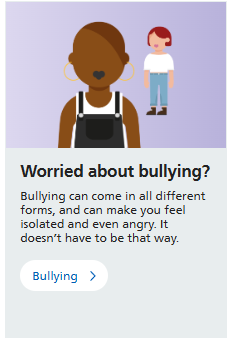 Worried about bullying?
Bullying can come in all different
forms, and can make you feel
isolated and even angry. It
doesn’t have to be that way.
Bullying